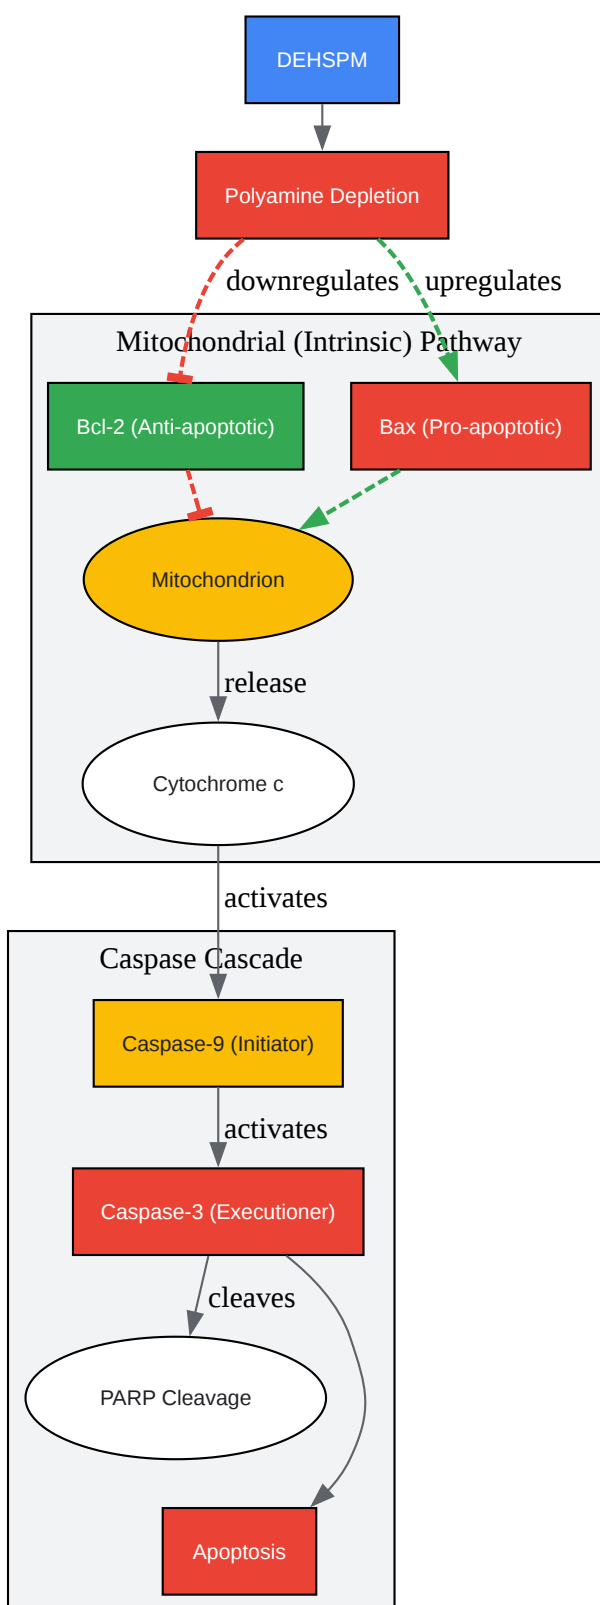 DEHSPM
Polyamine Depletion
downregulates
upregulates
Mitochondrial (Intrinsic) Pathway
Bcl-2 (Anti-apoptotic)
Bax (Pro-apoptotic)
Mitochondrion
release
Cytochrome c
activates
Caspase Cascade
Caspase-9 (Initiator)
activates
Caspase-3 (Executioner)
cleaves
PARP Cleavage
Apoptosis